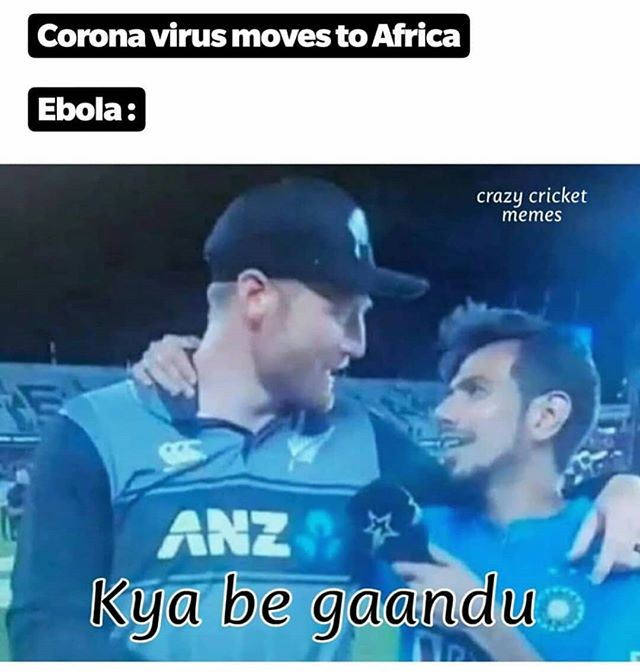 Corona virus moves to Africa
Ebola :
crazy cricket
memes
ANZ
Kya be gaandu